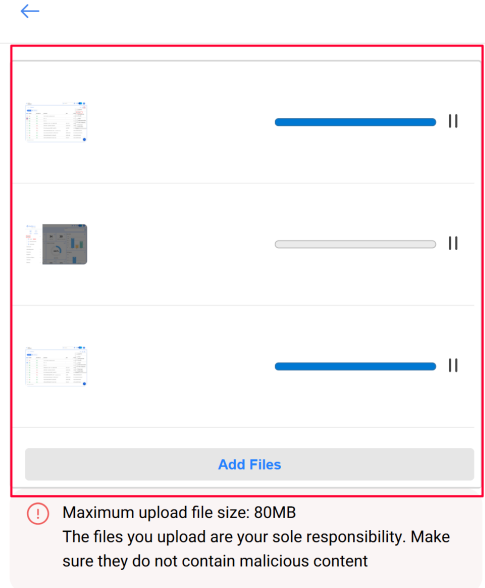 Add Files
Maximum upload file size: 80MB
The files you upload are your sole responsibility. Make
sure they do not contain malicious content